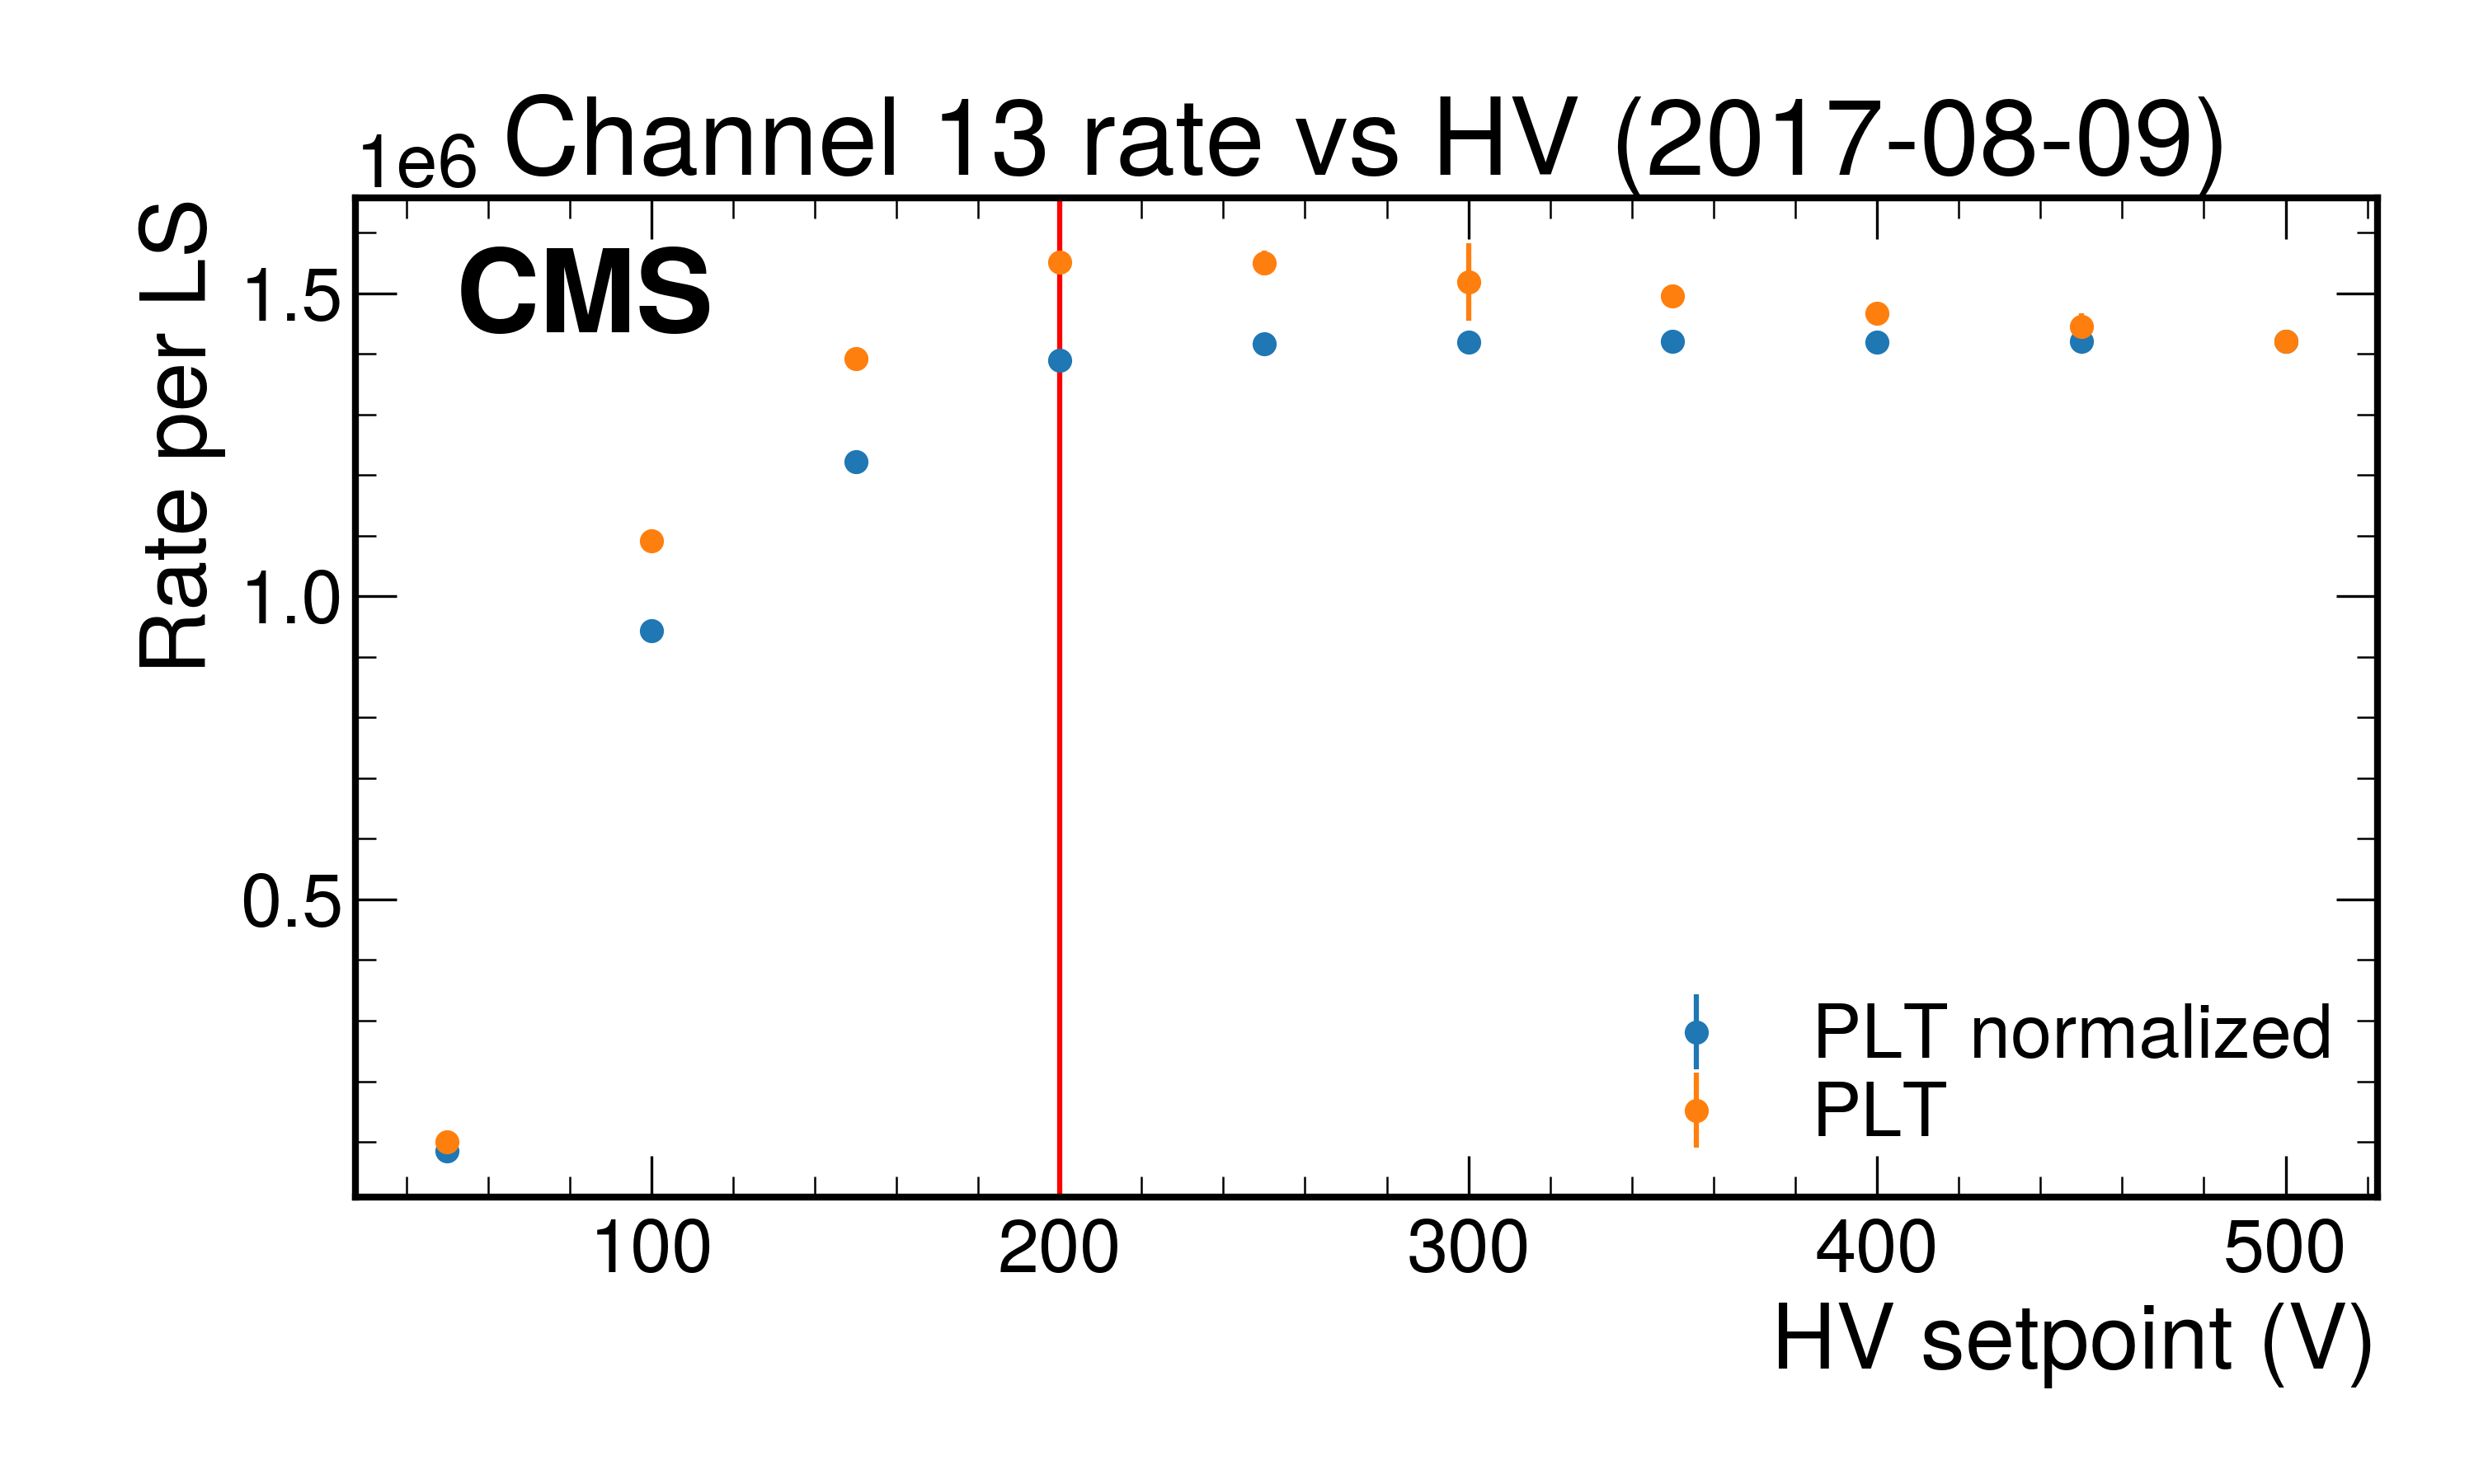 Channel 13 rate vs HV (2017-08-09)
1e6
CMS
Rate per LS
1.5
1.0
0.5
PLT normalized
PLT
100 200 300 400 500
HV setpoint (V)